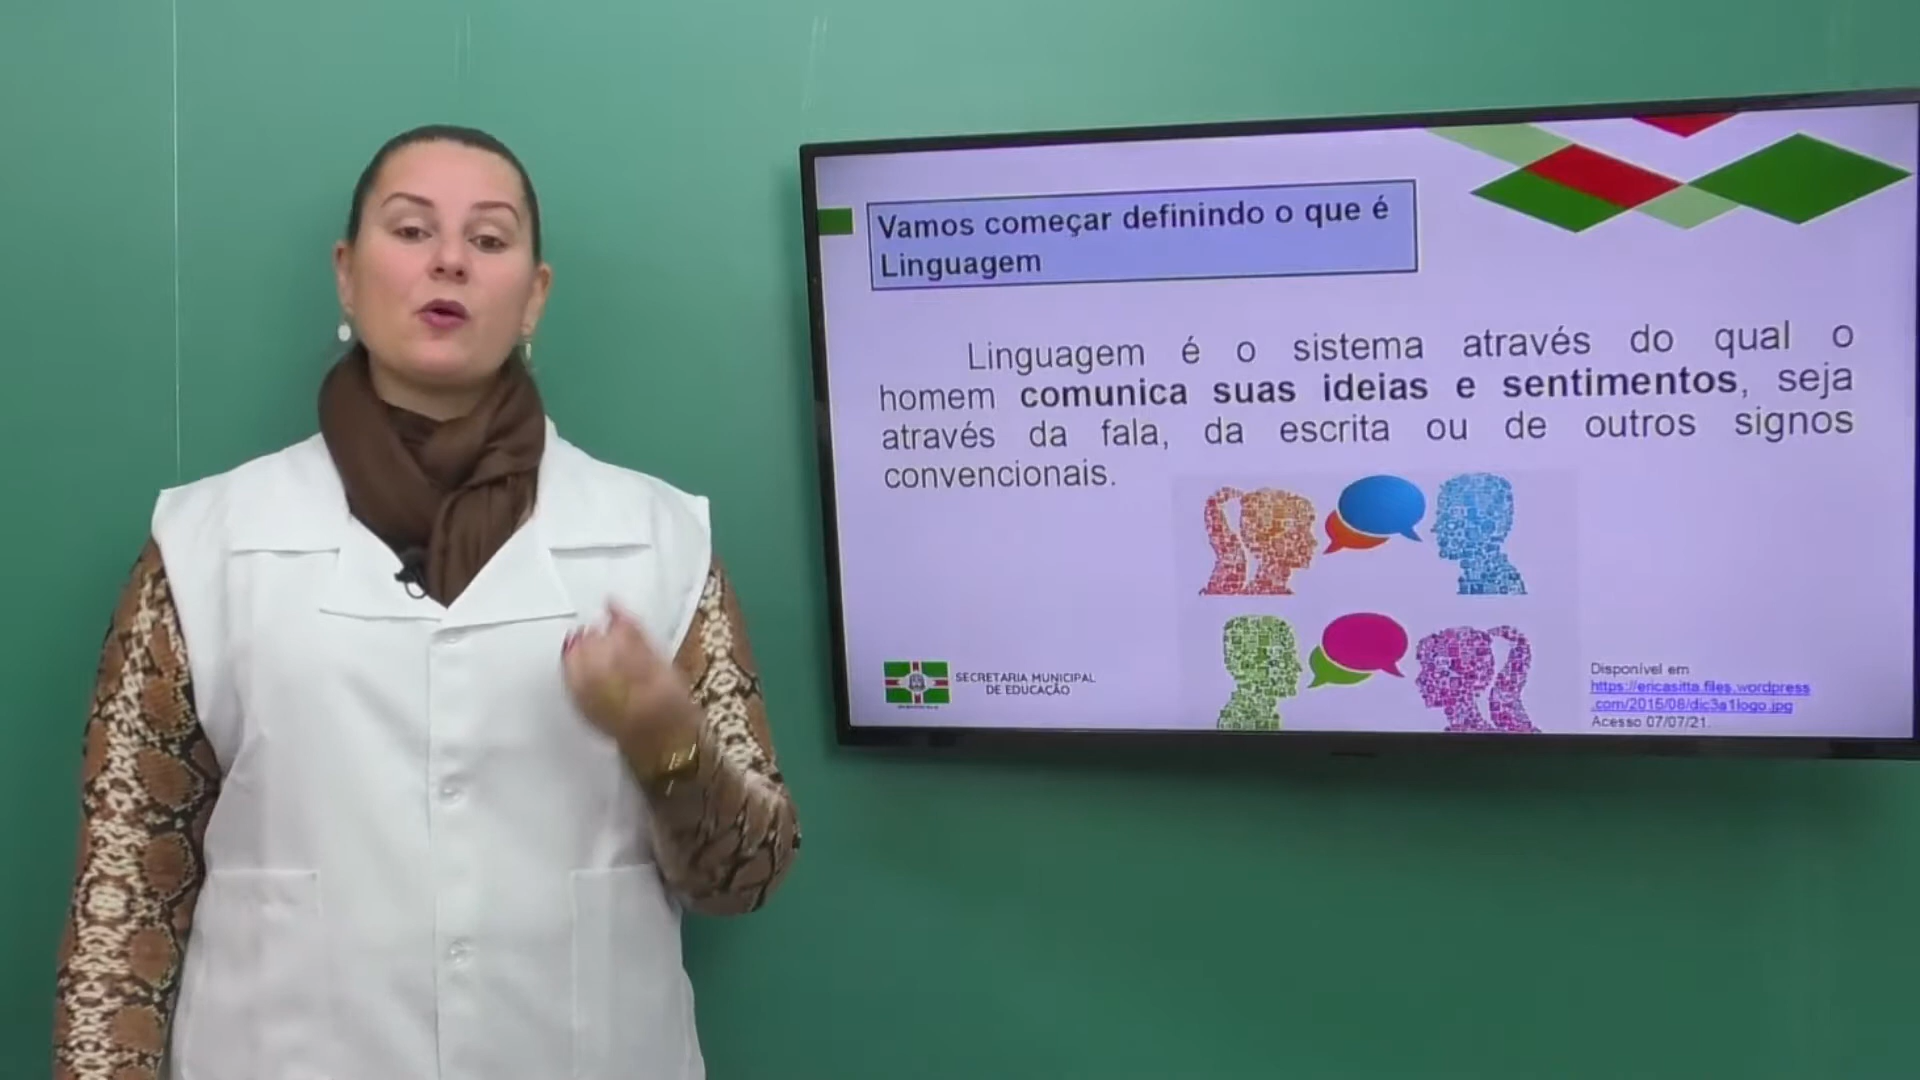 Vamos começar definindo o que é
Linguagem
Linguagem é o sistema através do qual o
homem comunica suas ideias e sentimentos, seja
através da fala, da escrita ou de outros signos
convencionais.
SECRETARIA MUNICIPAL
DE EDUCAÇÃO
Disponível em
https://ericasitta.files.wordpress
.com/2015/08/dic3a1logo.jpg
Acesso 07/07/21.